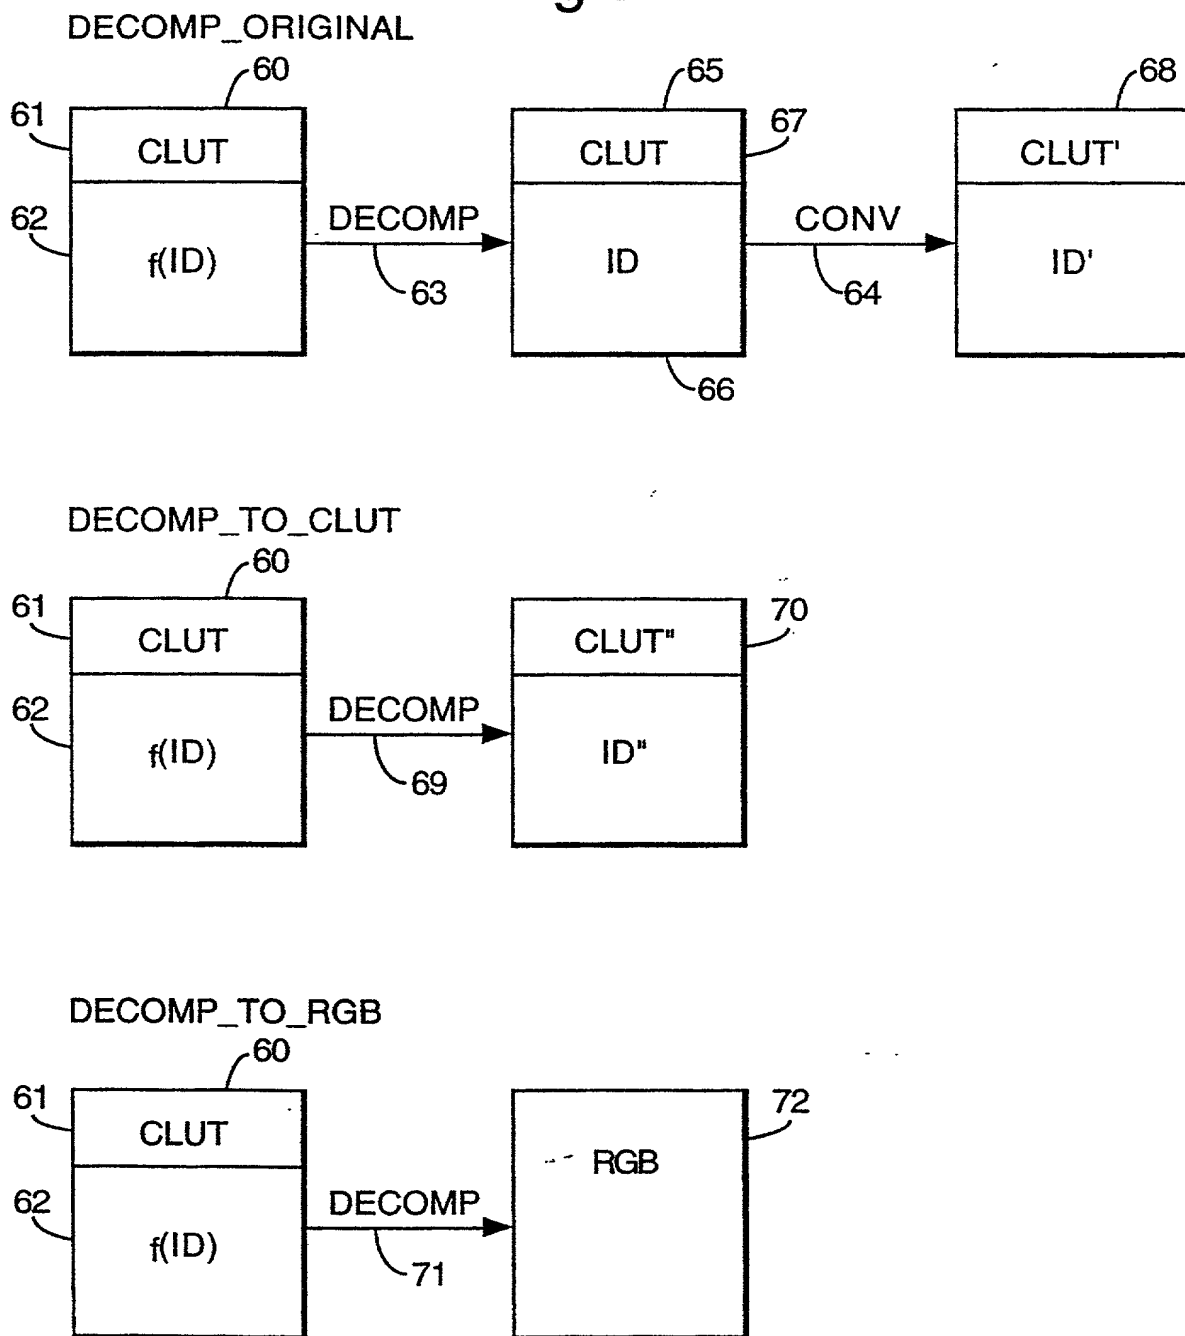 DECOMP_ORIGINAL
60 65 68
61 CLUT CLUT 67 CLUT'
62 f(ID) DECOMP ID CONV ID'
63 64
66
DECOMP_TO_CLUT
60
61 CLUT CLUT" 70
62 f(ID) DECOMP ID"
69
DECOMP_TO_RGB
60
61 CLUT 72
62 f(ID) DECOMP RGB
71